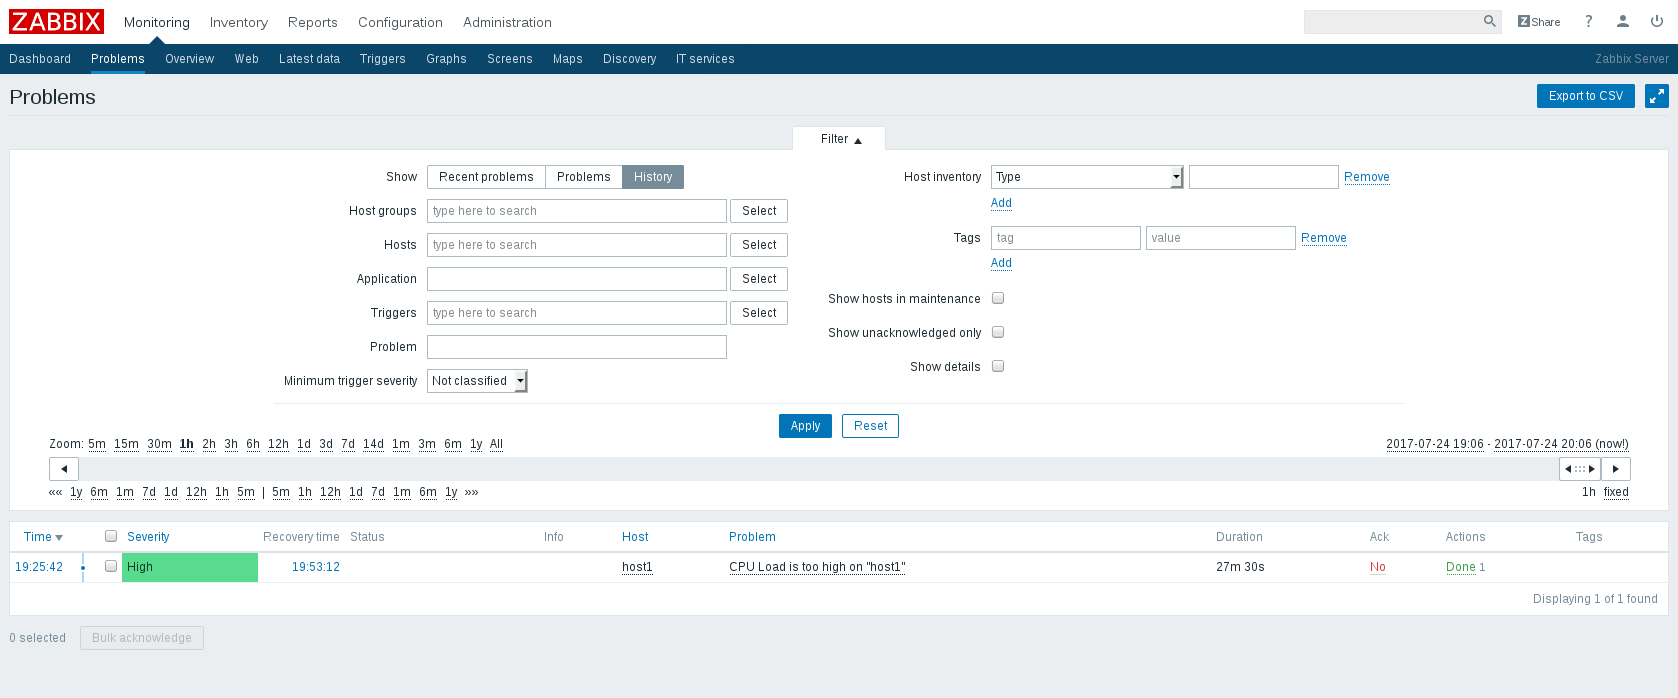 ZABBIX Monitoring Inventory Reports Configuration Administration Z Share ?
Dashboard Problems Overview Web Latest data Triggers Graphs Screens Maps Discovery IT services Zabbix Server
Problems Export to CSV
Filter ▲
Show Recent problems Problems History
Host groups type here to search Select
Hosts type here to search Select
Application Select
Triggers type here to search Select
Problem
Minimum trigger severity Not classified
Host inventory Type Remove
Add
Tags tag value Remove
Add
Show hosts in maintenance
Show unacknowledged only
Show details
Apply Reset
Zoom: 5m 15m 30m 1h 2h 3h 6h 12h 1d 3d 7d 14d 1m 3m 6m 1y All 2017-07-24 19:06 - 2017-07-24 20:06 (now!)
«« 1y 6m 1m 7d 1d 12h 1h 5m | 5m 1h 12h 1d 7d 1m 6m 1y »» 1h fixed
Time ▼ Severity Recovery time Status Info Host Problem Duration Ack Actions Tags
19:25:42 High 19:53:12 host1 CPU Load is too high on "host1" 27m 30s No Done 1
Displaying 1 of 1 found
0 selected Bulk acknowledge